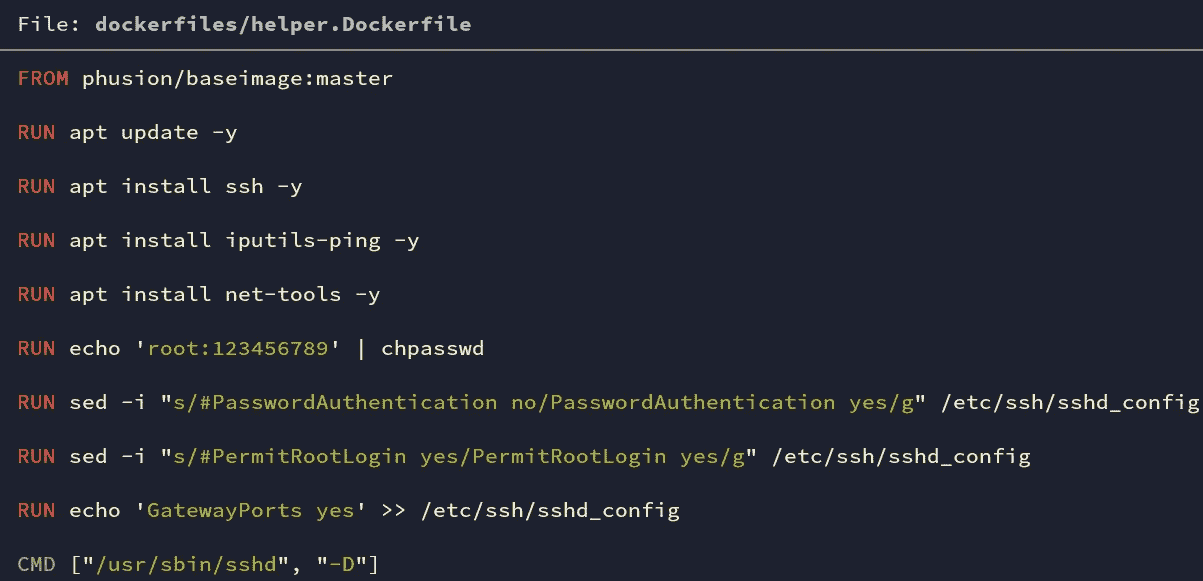 File: dockerfiles/helper.Dockerfile
FROM phusion/baseimage:master
RUN apt update -y
RUN apt install ssh -y
RUN apt install iputils-ping -y
RUN apt install net-tools -y
RUN echo 'root:123456789' | chpasswd
RUN sed -i "s/#PasswordAuthentication no/PasswordAuthentication yes/g" /etc/ssh/sshd_config
RUN sed -i "s/#PermitRootLogin yes/PermitRootLogin yes/g" /etc/ssh/sshd_config
RUN echo 'GatewayPorts yes' >> /etc/ssh/sshd_config
CMD ["/usr/sbin/sshd", "-D"]